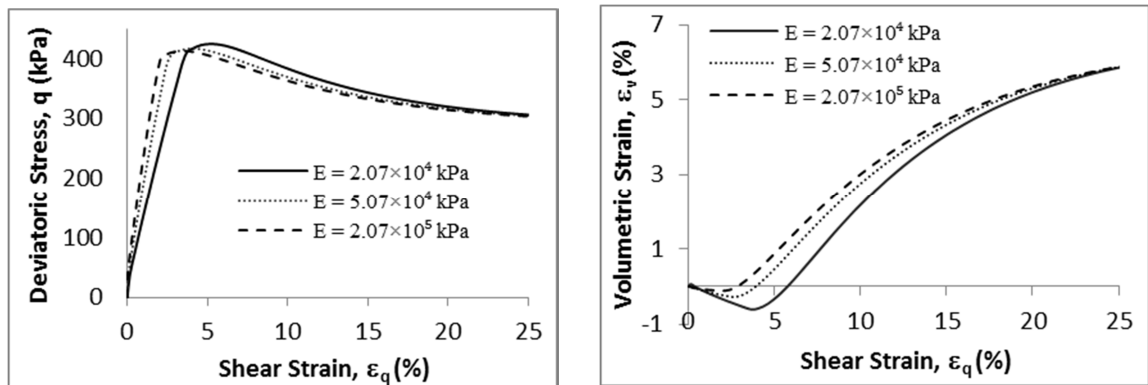 Deviatoric Stress, q (kPa)
400
300
200
100
0
E = 2.07×10⁴ kPa
E = 5.07×10⁴ kPa
E = 2.07×10⁵ kPa
0 5 10 15 20 25
Shear Strain, εq (%)
Volumetric Strain, εv (%)
7
5
3
1
-1
E = 2.07×10⁴ kPa
E = 5.07×10⁴ kPa
E = 2.07×10⁵ kPa
0 5 10 15 20 25
Shear Strain, εq (%)